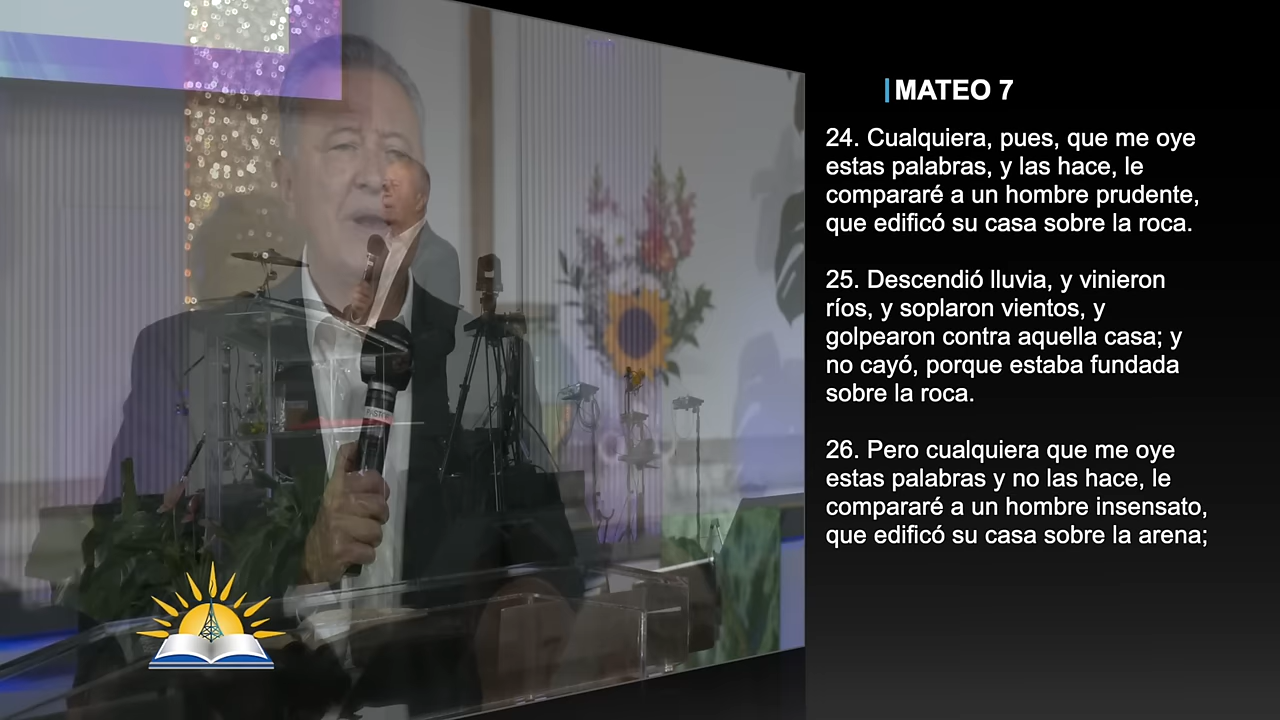 MATEO 7
24. Cualquiera, pues, que me oye
estas palabras, y las hace, le
compararé a un hombre prudente,
que edificó su casa sobre la roca.
25. Descendió lluvia, y vinieron
ríos, y soplaron vientos, y
golpearon contra aquella casa; y
no cayó, porque estaba fundada
sobre la roca.
26. Pero cualquiera que me oye
estas palabras y no las hace, le
compararé a un hombre insensato,
que edificó su casa sobre la arena;
PASTOR